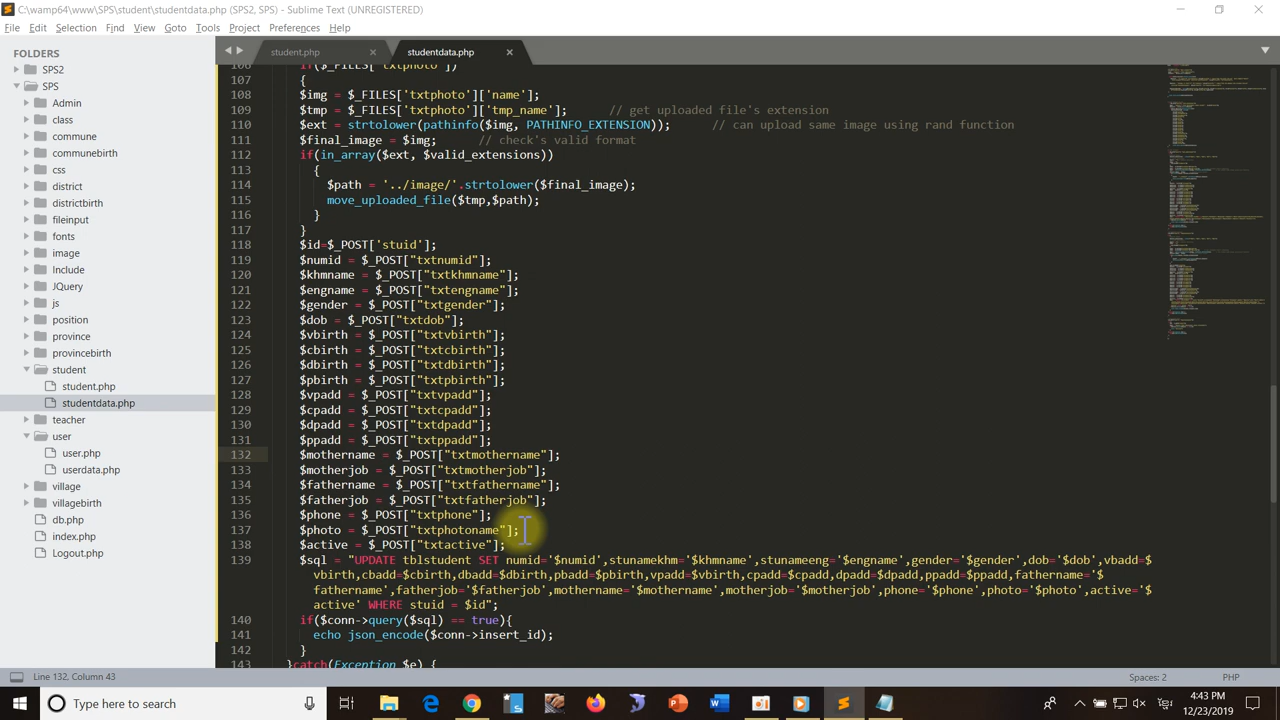 C:\wamp64\www\SPS\student\studentdata.php (SPS2, SPS) - Sublime Text (UNREGISTERED)
File Edit Selection Find View Goto Tools Project Preferences Help
FOLDERS
SPS2
SPS
Admin
class
commune
communebirth
css
district
districtbirth
fileinput
fonts
image
Include
JQuery
js
position
province
provincebirth
student
student.php
studentdata.php
teacher
user
user.php
userdata.php
village
villagebirth
db.php
index.php
Logout.php
student.php studentdata.php
106 if($_FILES['txtphoto'])
107 {
108 $img = $_FILES['txtphoto']['name'];
109 $tmp = $_FILES['txtphoto']['tmp_name']; // get uploaded file's extension
110 $ext = strtolower(pathinfo($img, PATHINFO_EXTENSION)); // can upload same image using rand function
111 $final_image = $img; // check's valid format
112 if(in_array($ext, $valid_extensions))
113 {
114 $path = '../image/'.strtolower($final_image);
115 move_uploaded_file($tmp,$path);
116 }
117 }
118 $id=$_POST['stuid'];
119 $numid = $_POST["txtnumid"];
120 $khmname = $_POST["txtkhmname"];
121 $engname = $_POST["txtengname"];
122 $gender = $_POST["txtgender"];
123 $dob = $_POST["txtdob"];
124 $vbirth = $_POST["txtvbirth"];
125 $cbirth = $_POST["txtcbirth"];
126 $dbirth = $_POST["txtdbirth"];
127 $pbirth = $_POST["txtpbirth"];
128 $vpadd = $_POST["txtvpadd"];
129 $cpadd = $_POST["txtcpadd"];
130 $dpadd = $_POST["txtdpadd"];
131 $ppadd = $_POST["txtppadd"];
132 $mothername = $_POST["txtmothername"];
133 $motherjob = $_POST["txtmotherjob"];
134 $fathername = $_POST["txtfathername"];
135 $fatherjob = $_POST["txtfatherjob"];
136 $phone = $_POST["txtphone"];
137 $photo = $_POST["txtphotoname"];
138 $active = $_POST["txtactive"];
139 $sql = "UPDATE tblstudent SET numid='$numid',stunamekhm='$khmname',stunameeng='$engname',gender='$gender',dob='$dob',vbadd=$
vbirth,cbadd=$cbirth,dbadd=$dbirth,pbadd=$pbirth,vpadd=$vbirth,cpadd=$cpadd,dpadd=$dpadd,ppadd=$ppadd,fathername='$
fathername',fatherjob='$fatherjob',mothername='$mothername',motherjob='$motherjob',phone='$phone',photo='$photo',active='$
active' WHERE stuid = $id";
140 if($conn->query($sql) == true){
141 echo json_encode($conn->insert_id);
142 }
143 }catch(Exception $e) {
Line 132, Column 43 Spaces: 2 PHP
Type here to search
4:43 PM
12/23/2019